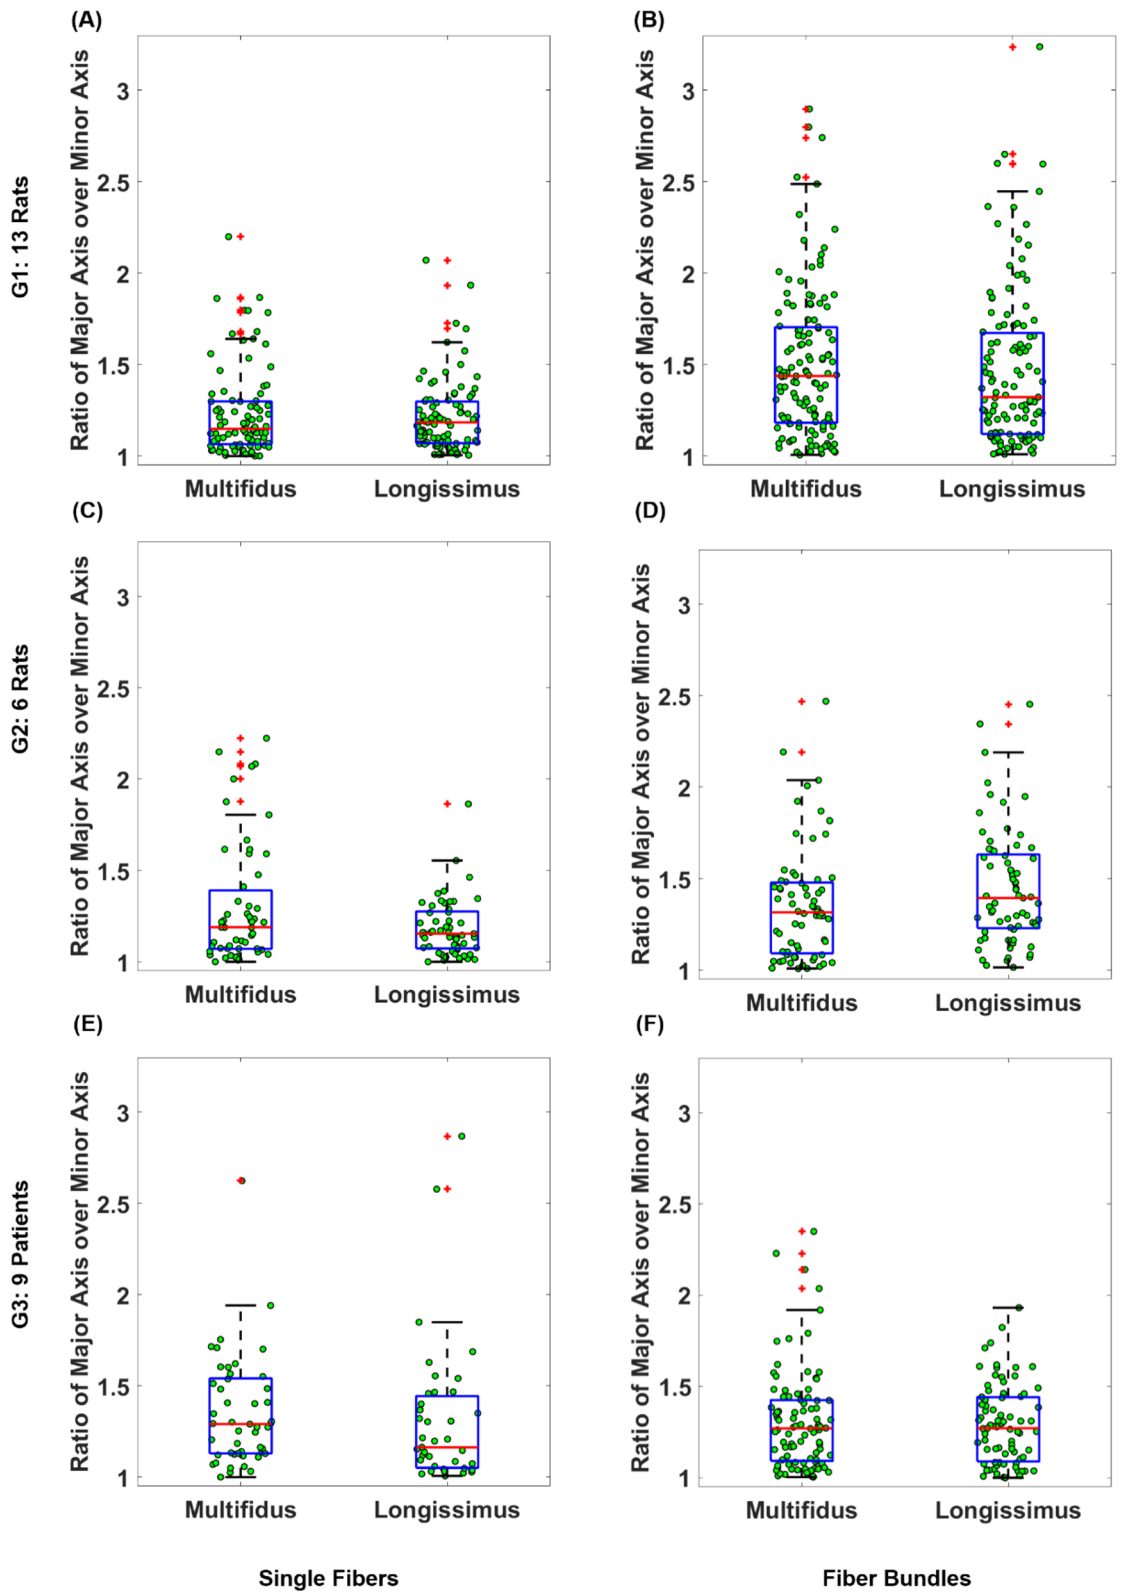 (A)
(B)
G1: 13 Rats
Ratio of Major Axis over Minor Axis
3
2.5
2
1.5
1
Multifidus
Longissimus
Ratio of Major Axis over Minor Axis
3
2.5
2
1.5
1
Multifidus
Longissimus
(C)
(D)
G2: 6 Rats
Ratio of Major Axis over Minor Axis
3
2.5
2
1.5
1
Multifidus
Longissimus
Ratio of Major Axis over Minor Axis
3
2.5
2
1.5
1
Multifidus
Longissimus
(E)
(F)
G3: 9 Patients
Ratio of Major Axis over Minor Axis
3
2.5
2
1.5
1
Multifidus
Longissimus
Ratio of Major Axis over Minor Axis
3
2.5
2
1.5
1
Multifidus
Longissimus
Single Fibers
Fiber Bundles